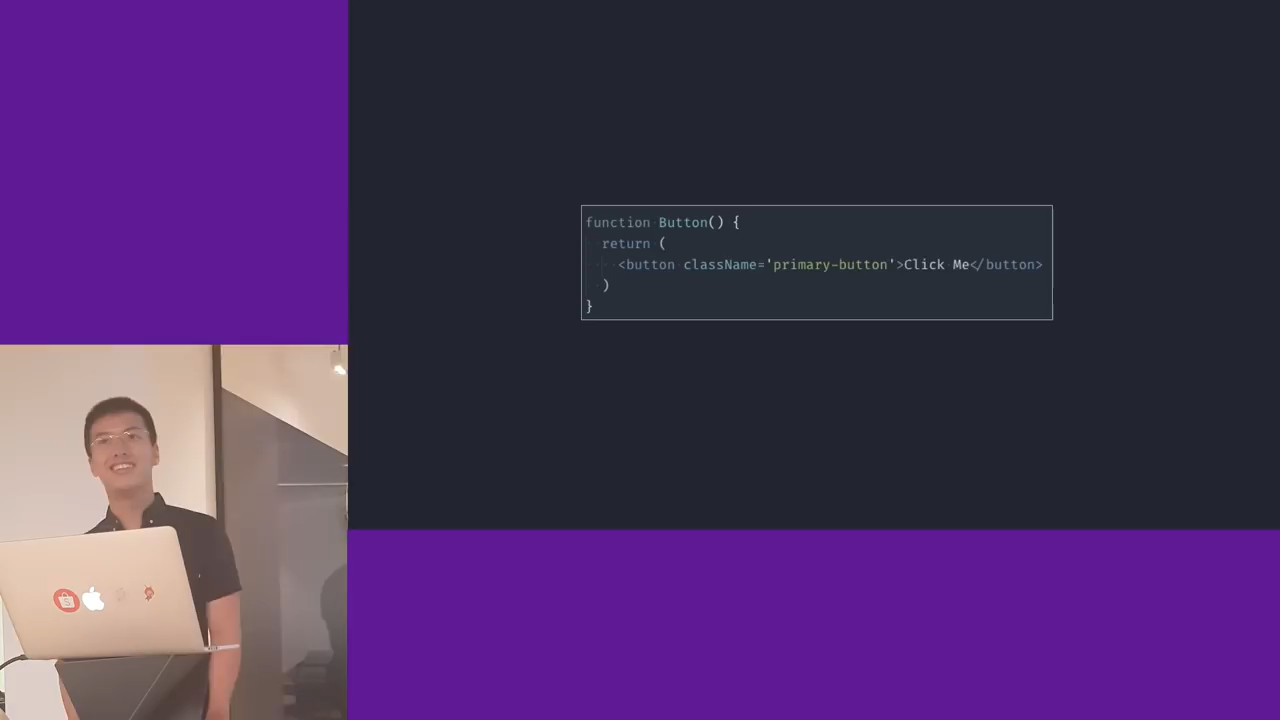 function Button() {
return (
<button className='primary-button'>Click Me</button>
)
}